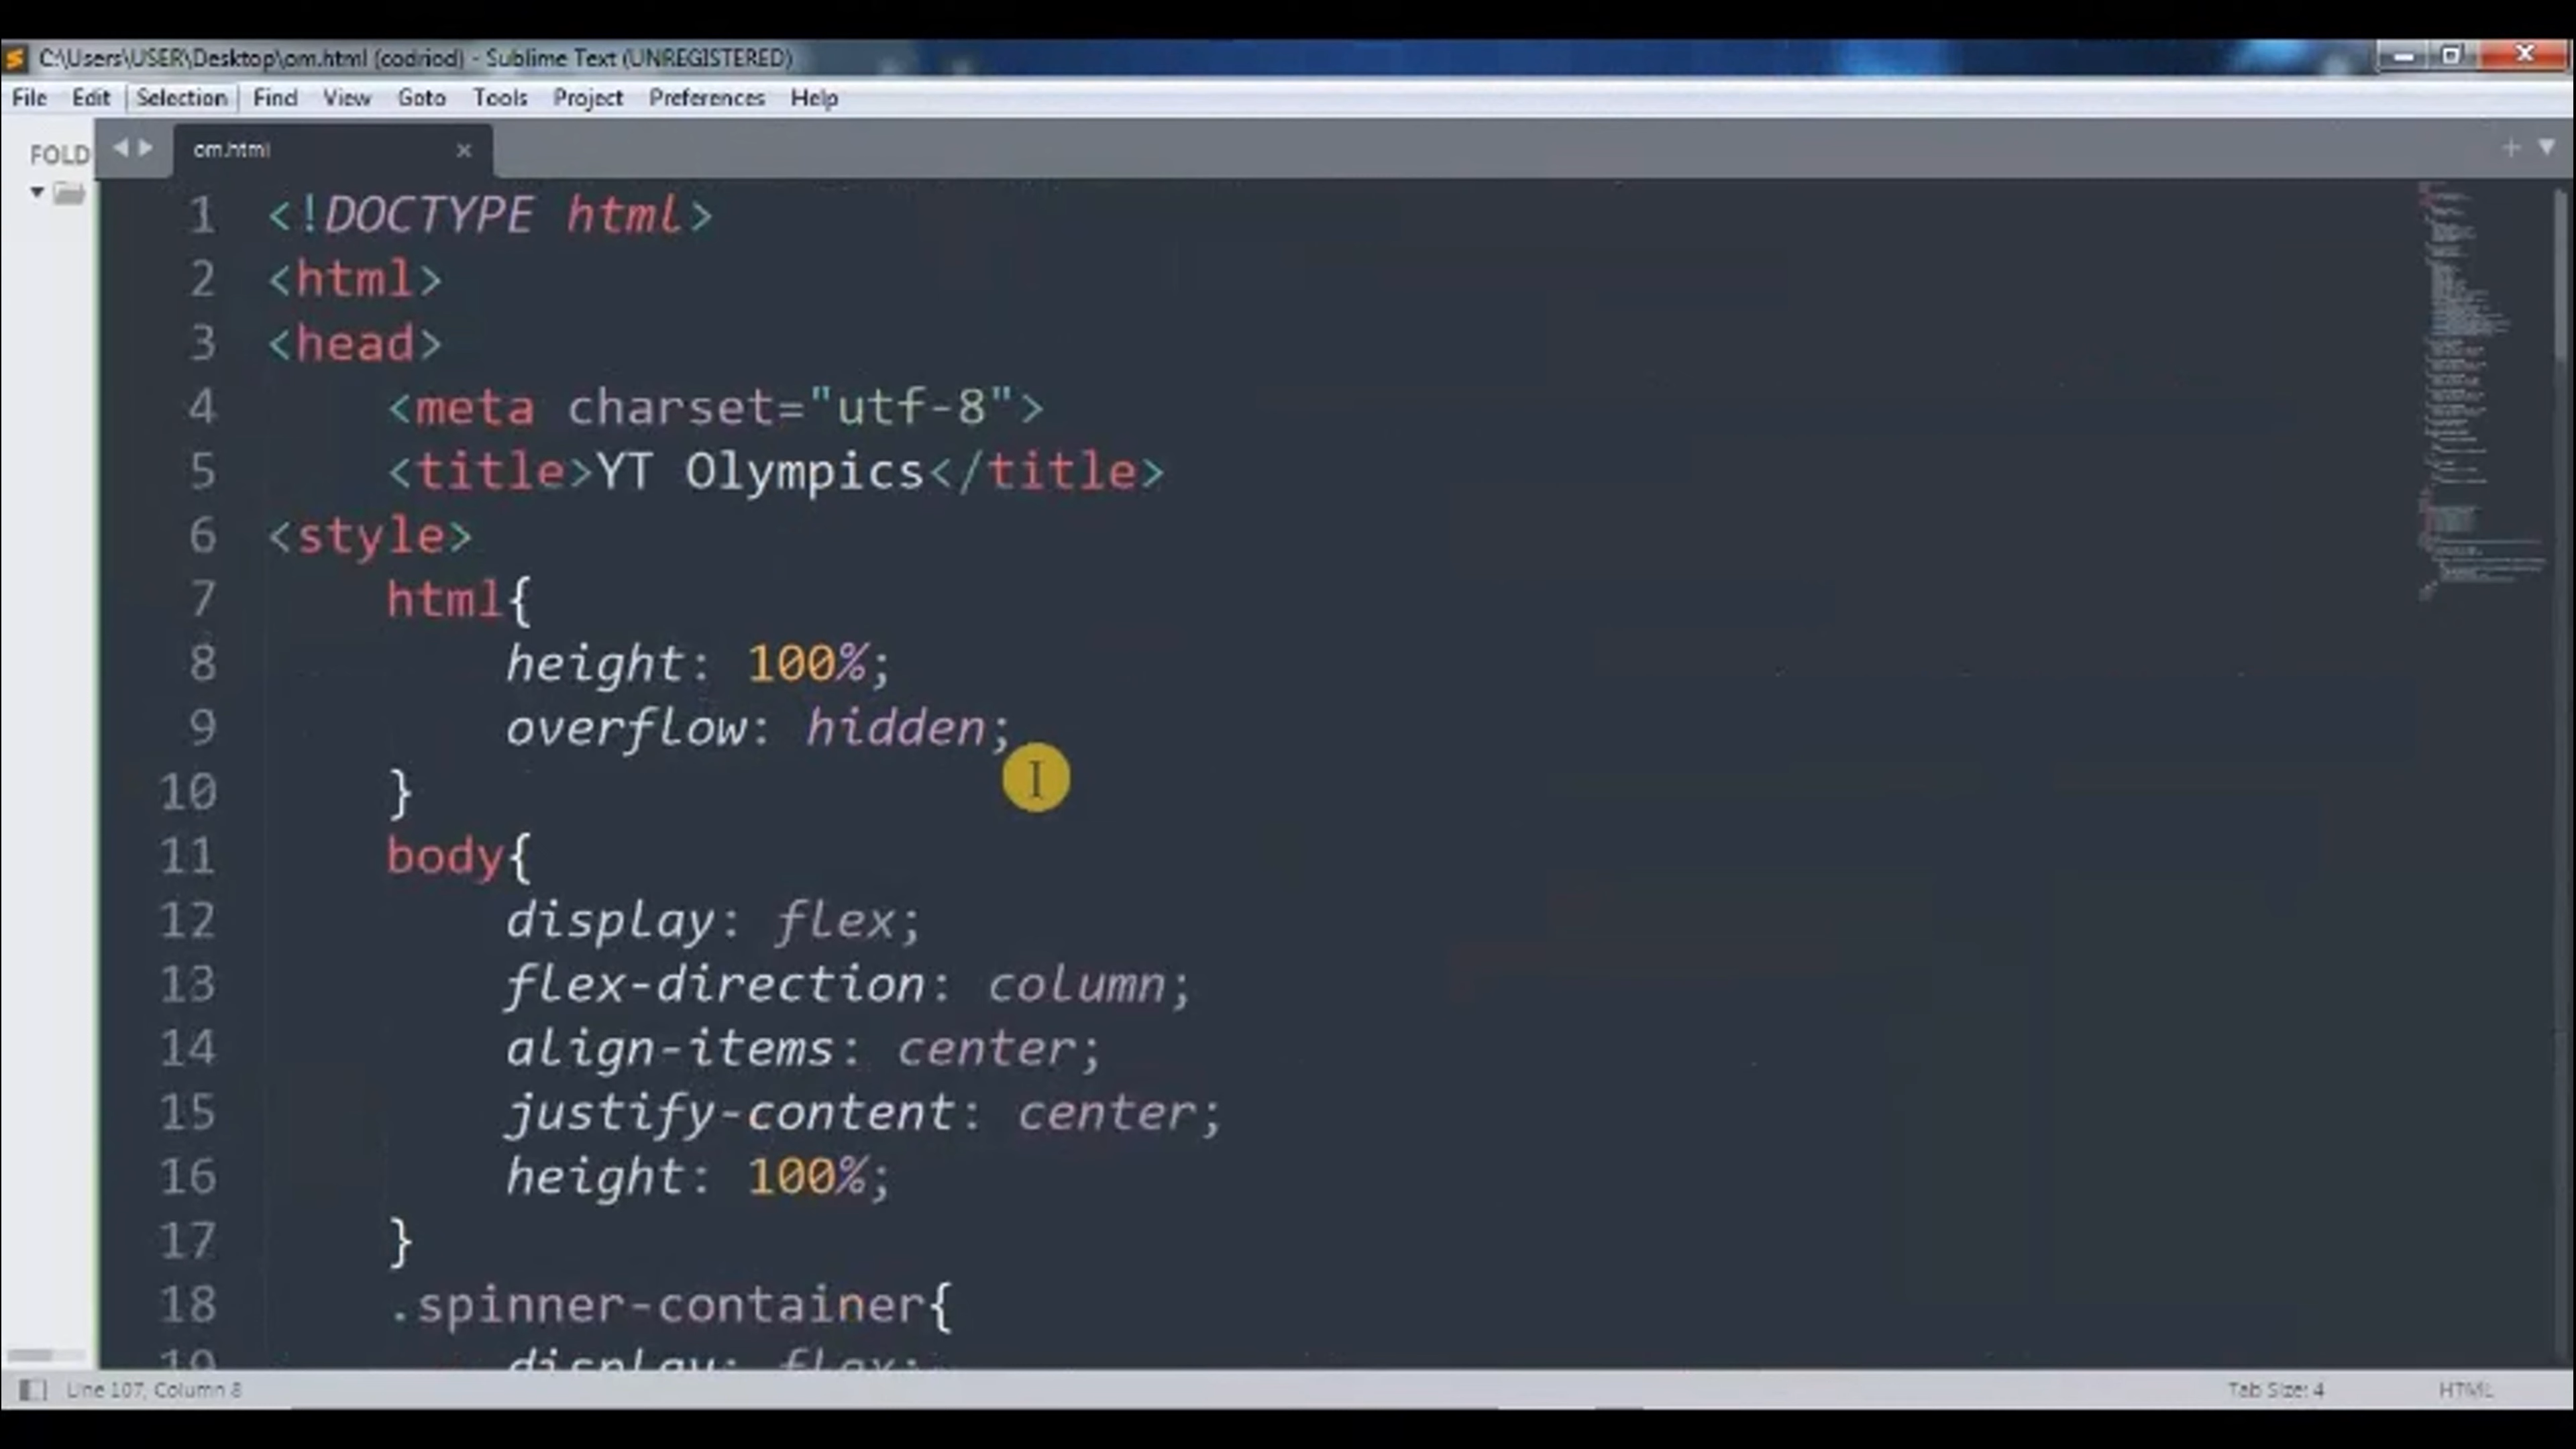 C:\Users\USER\Desktop\om.html (codriod) - Sublime Text (UNREGISTERED)
File Edit Selection Find View Goto Tools Project Preferences Help
FOLD
om.html
1 <!DOCTYPE html>
2 <html>
3 <head>
4 <meta charset="utf-8">
5 <title>YT Olympics</title>
6 <style>
7 html{
8 height: 100%;
9 overflow: hidden;
10 }
11 body{
12 display: flex;
13 flex-direction: column;
14 align-items: center;
15 justify-content: center;
16 height: 100%;
17 }
18 .spinner-container{
19 display: flex;
Line 107, Column 8
Tab Size: 4
HTML